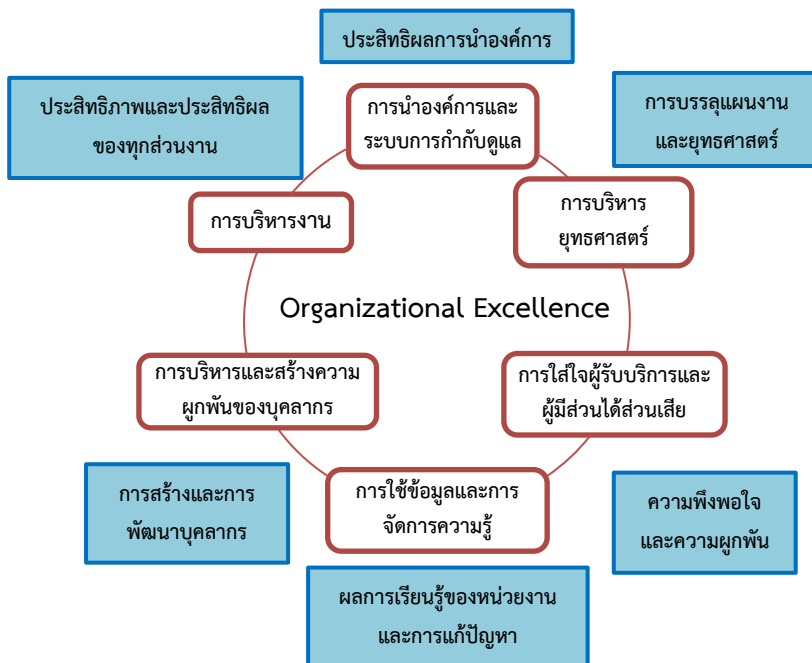 ประสิทธิผลการนำองค์การ
ประสิทธิภาพและประสิทธิผล
ของทุกส่วนงาน
การนำองค์การและ
ระบบการกำกับดูแล
การบรรลุแผนงาน
และยุทธศาสตร์
การบริหารงาน
การบริหาร
ยุทธศาสตร์
Organizational Excellence
การบริหารและสร้างความ
ผูกพันของบุคลากร
การใส่ใจผู้รับบริการและ
ผู้มีส่วนได้ส่วนเสีย
การสร้างและการ
พัฒนาบุคลากร
การใช้ข้อมูลและการ
จัดการความรู้
ความพึงพอใจ
และความผูกพัน
ผลการเรียนรู้ของหน่วยงาน
และการแก้ปัญหา